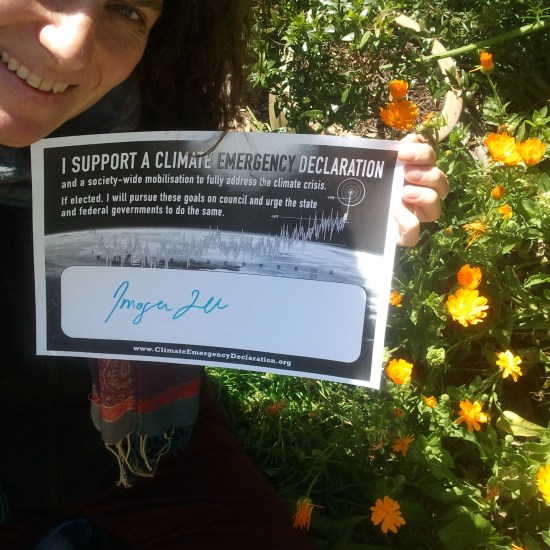 I SUPPORT A CLIMATE EMERGENCY DECLARATION
and a society-wide mobilisation to fully address the climate crisis.
If elected, I will pursue these goals on council and urge the state
and federal governments to do the same.
Imogen
www.ClimateEmergencyDeclaration.org